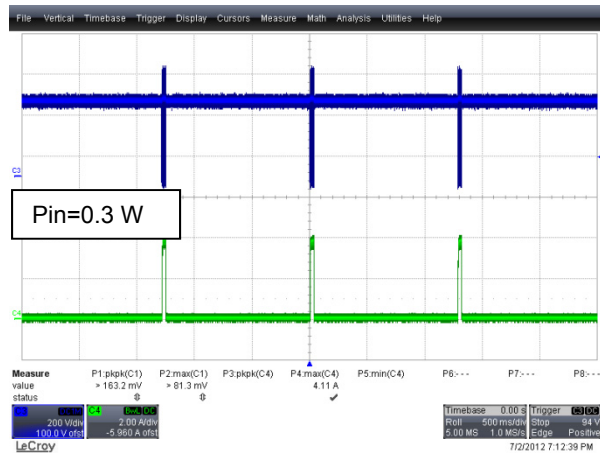 File Vertical Timebase Trigger Display Cursors Measure Math Analysis Utilities Help
C3
Pin=0.3 W
C4
Measure P1:pkpk(C1) P2:max(C1) P3:pkpk(C4) P4:max(C4) P5:min(C4) P6:- - - P7:- - - P8:- - -
value > 163.2 mV > 81.3 mV 4.11 A
status
C4 BwL DC
Timebase 0.00 s Trigger C3 DC
200 V/div 2.00 A/div Roll 500 ms/div Stop 94 V
100.0 V ofst -5.960 A ofst 5.00 MS 1.0 MS/s Edge Positive
LeCroy 7/2/2012 7:12:39 PM